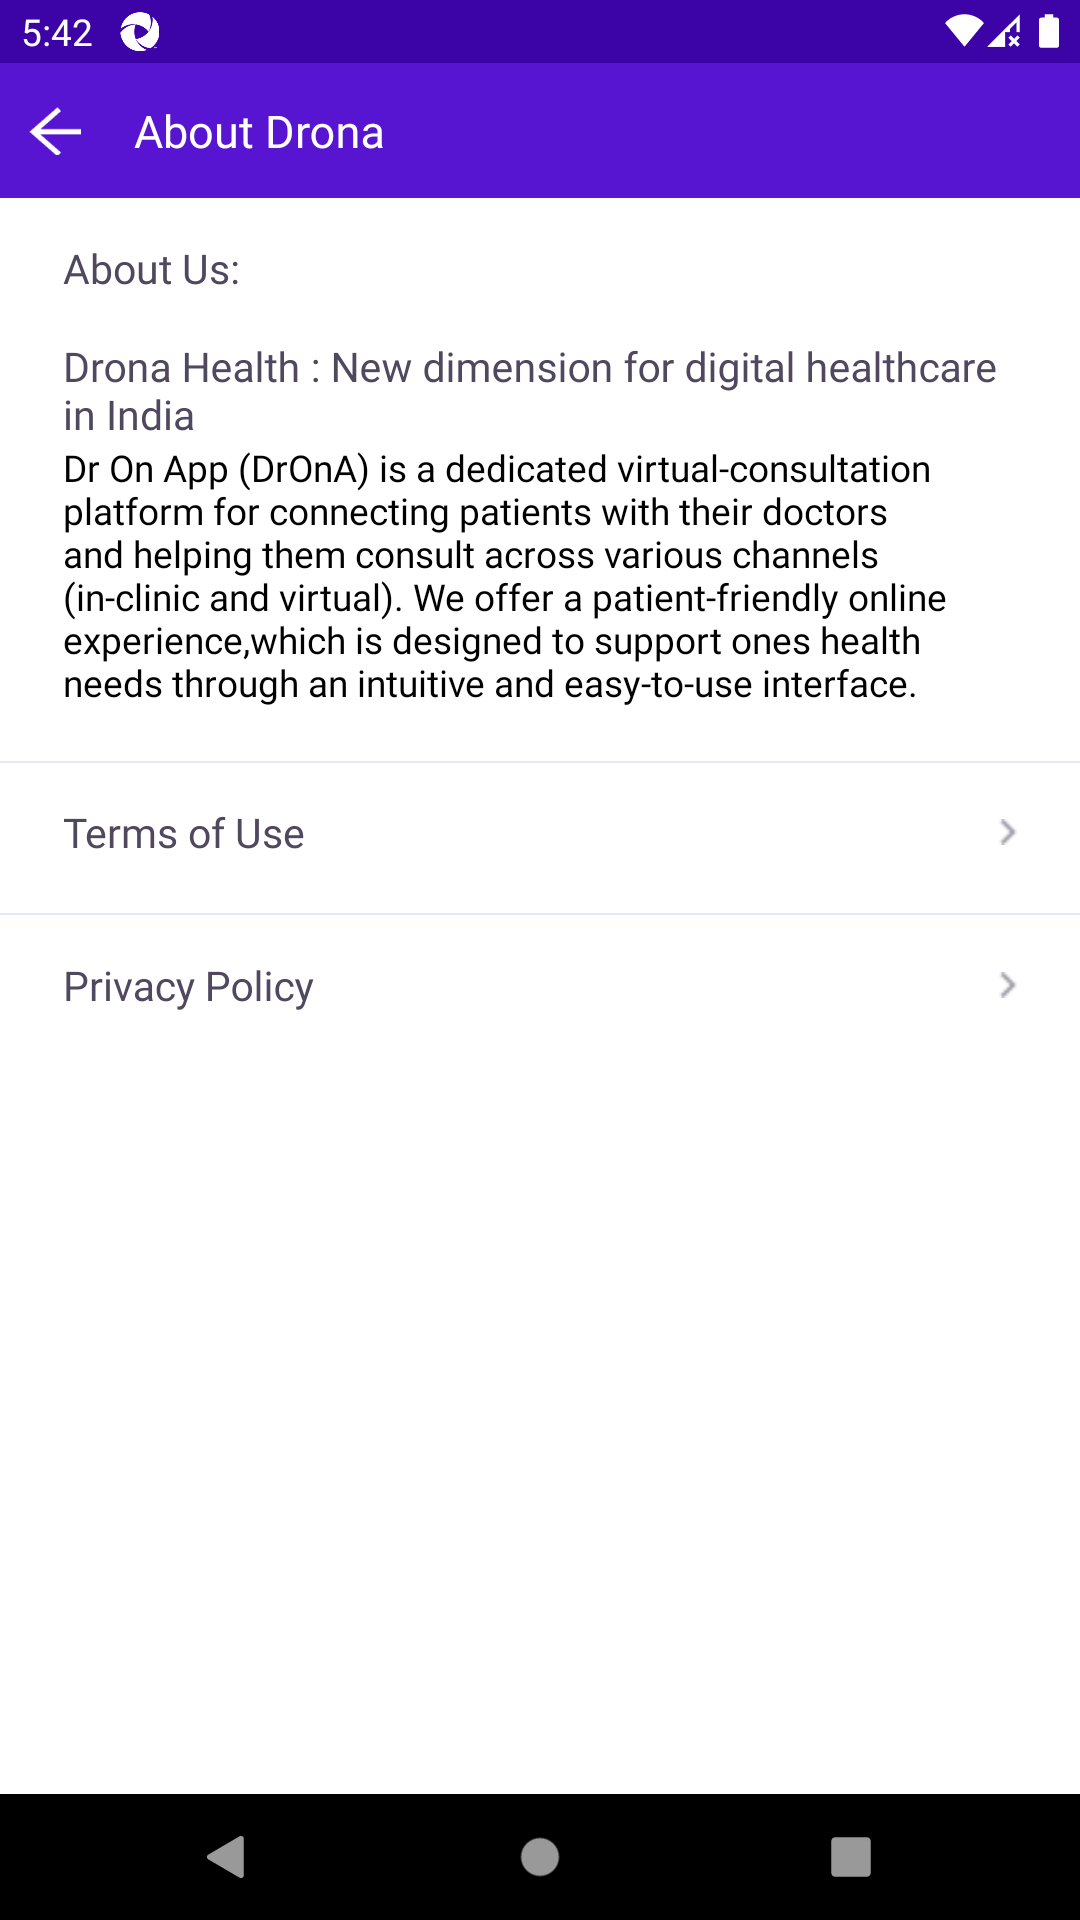 5:42
About Drona
About Us:
Drona Health : New dimension for digital healthcare
in India
Dr On App (DrOnA) is a dedicated virtual-consultation
platform for connecting patients with their doctors
and helping them consult across various channels
(in-clinic and virtual). We offer a patient-friendly online
experience,which is designed to support ones health
needs through an intuitive and easy-to-use interface.
Terms of Use
Privacy Policy